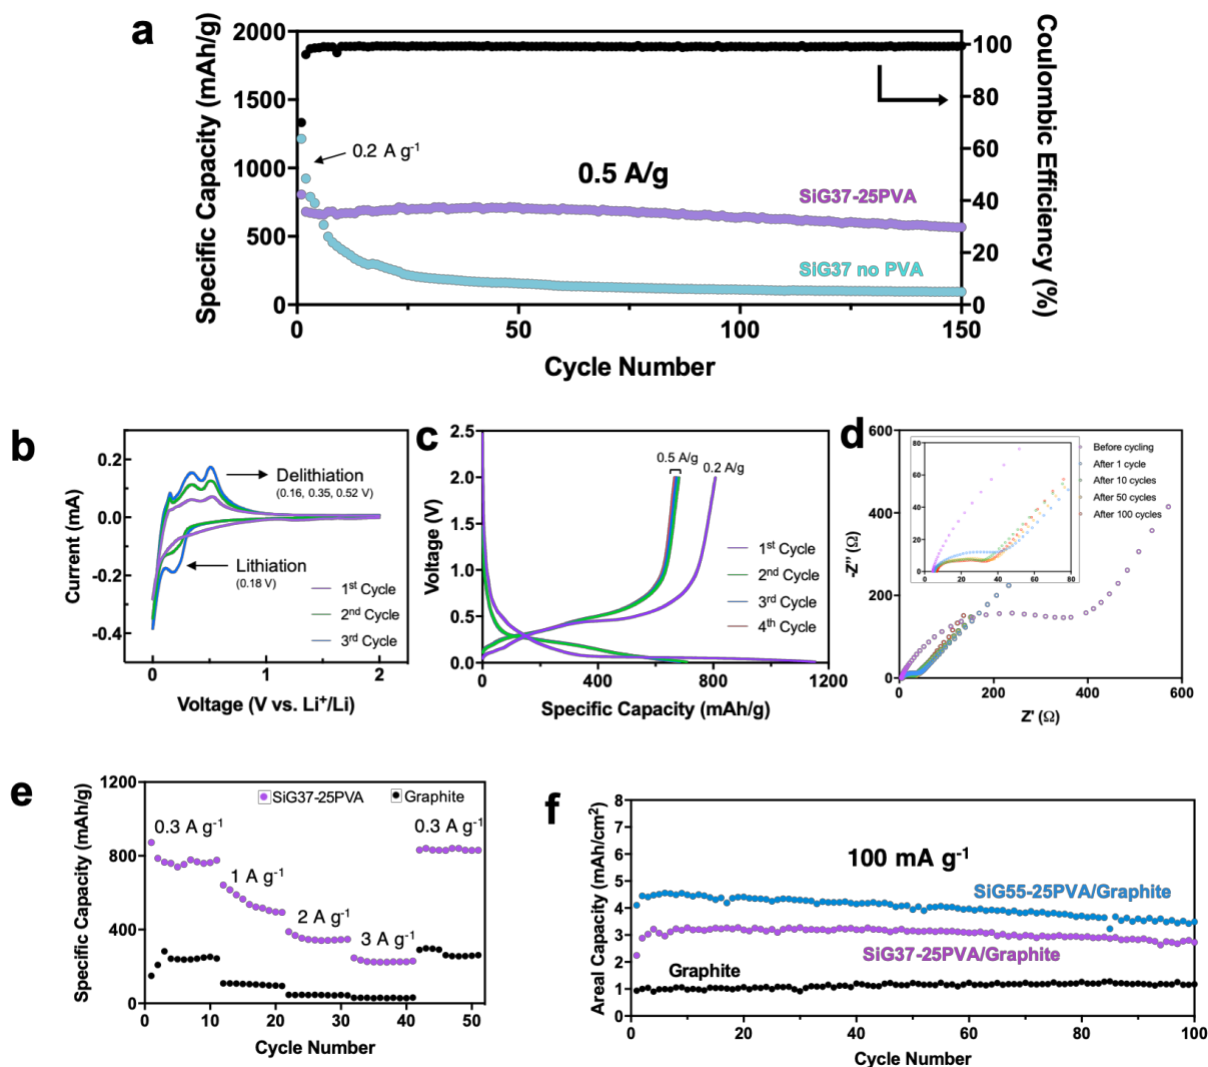 a
Specific Capacity (mAh/g)
2000
1500
1000
500
0
0.2 A g⁻¹
0.5 A/g
SiG37-25PVA
SiG37 no PVA
100
80
60
40
20
0
Coulombic Efficiency (%)
0
50
100
150
Cycle Number
b
Current (mA)
0.2
0.0
-0.2
-0.4
Delithiation
(0.16, 0.35, 0.52 V)
Lithiation
(0.18 V)
1st Cycle
2nd Cycle
3rd Cycle
0
1
2
Voltage (V vs. Li⁺/Li)
c
Voltage (V)
2.5
2.0
1.5
1.0
0.5
0.0
0.5 A/g
0.2 A/g
1st Cycle
2nd Cycle
3rd Cycle
4th Cycle
0
400
800
1200
Specific Capacity (mAh/g)
d
-Z'' (Ω)
600
400
200
0
80
60
40
20
0
0
20
40
60
80
Before cycling
After 1 cycle
After 10 cycles
After 50 cycles
After 100 cycles
0
200
400
600
Z' (Ω)
e
Specific Capacity (mAh/g)
1200
800
400
0
SiG37-25PVA
Graphite
0.3 A g⁻¹
1 A g⁻¹
2 A g⁻¹
3 A g⁻¹
0.3 A g⁻¹
0
10
20
30
40
50
Cycle Number
f
Areal Capacity (mAh/cm²)
8
7
6
5
4
3
2
1
0
100 mA g⁻¹
SiG55-25PVA/Graphite
SiG37-25PVA/Graphite
Graphite
0
20
40
60
80
100
Cycle Number